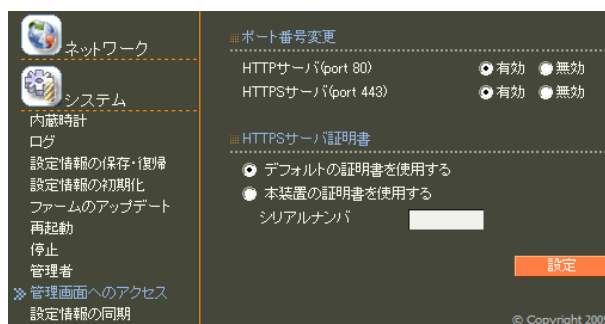 ネットワーク
システム
内蔵時計
ログ
設定情報の保存・復帰
設定情報の初期化
ファームのアップデート
再起動
停止
管理者
管理画面へのアクセス
設定情報の同期
ポート番号変更
HTTPサーバ(port 80) 有効 無効
HTTPSサーバ(port 443) 有効 無効
HTTPSサーバ証明書
デフォルトの証明書を使用する
本装置の証明書を使用する
シリアルナンバ
設定
© Copyright 200